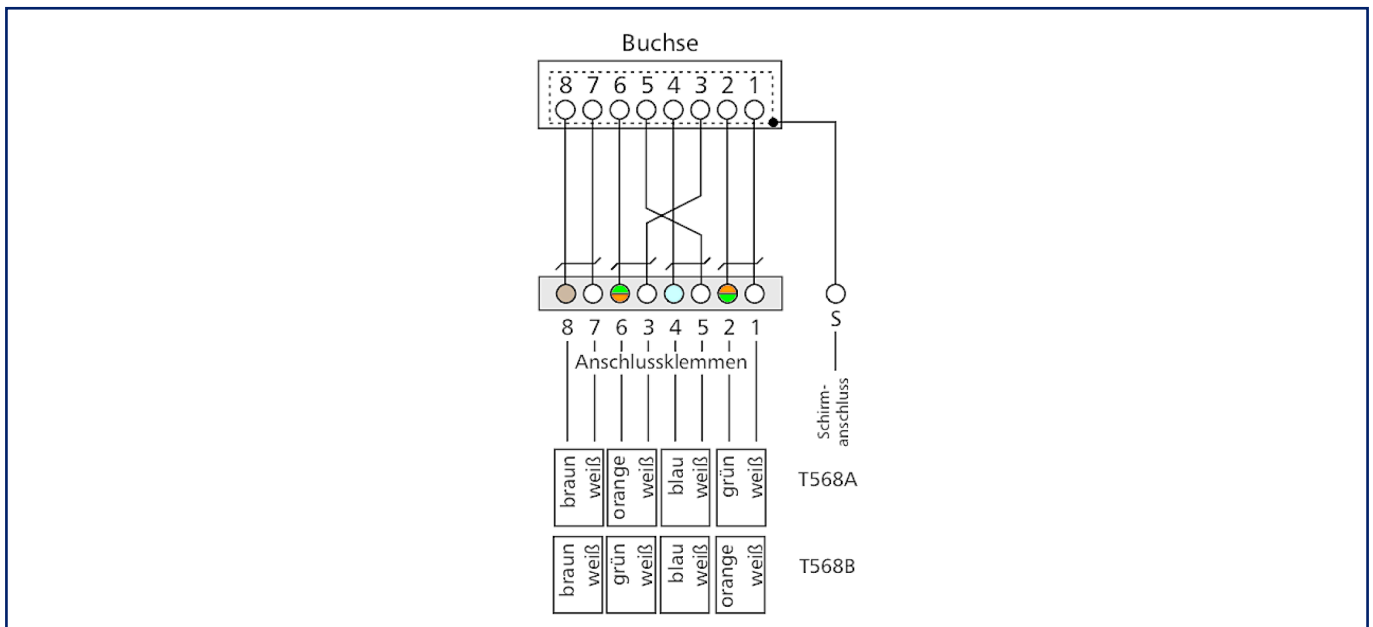 Buchse
8 7 6 5 4 3 2 1
8 7 6 3 4 5 2 1
S
Anschlussklemmen
Schirm-
anschluss
braun weiß orange weiß blau weiß grün weiß T568A
braun weiß grün weiß blau weiß orange weiß T568B